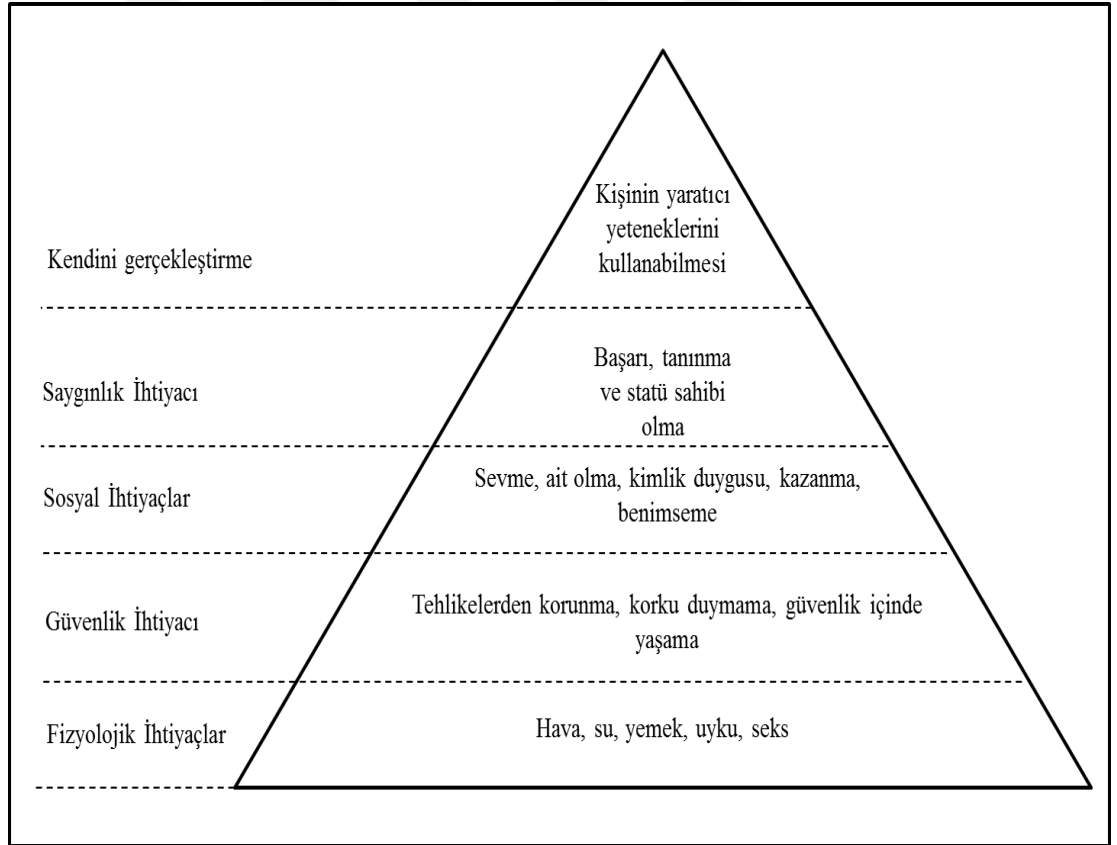 Kişinin yaratıcı
yeteneklerini
kullanabilmesi
Kendini gerçekleştirme
Başarı, tanınma
ve statü sahibi
olma
Saygınlık İhtiyacı
Sevme, ait olma, kimlik duygusu, kazanma,
benimseme
Sosyal İhtiyaçlar
Tehlikelerden korunma, korku duymama, güvenlik içinde
yaşama
Güvenlik İhtiyacı
Hava, su, yemek, uyku, seks
Fizyolojik İhtiyaçlar